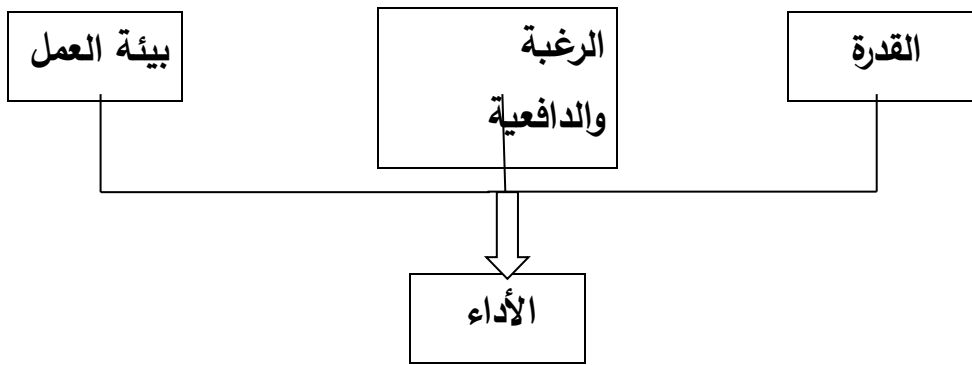 القدرة
الرغبة
والدافعية
بيئة العمل
الأداء